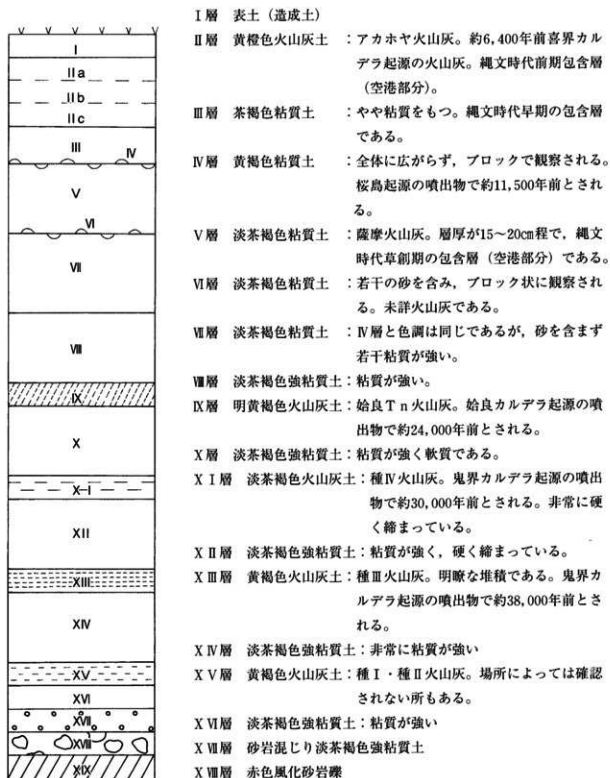 I
IIa
IIb
IIc
III
IV
V
VI
VII
VIII
IX
X
X-I
XII
XIII
XIV
XV
XVI
XVII
XVIII
XIX
Ⅰ層 表土(造成土)
Ⅱ層 黄橙色火山灰土 :アカホヤ火山灰。約6,400年前喜界カル
デラ起源の火山灰。縄文時代前期包含層
(空港部分)。
Ⅲ層 茶褐色粘質土 :やや粘質をもつ。縄文時代早期の包含層
である。
Ⅳ層 黄褐色粘質土 :全体に広がらず,ブロックで観察される。
桜島起源の噴出物で約11,500年前とされ
る。
Ⅴ層 淡茶褐色粘質土 :薩摩火山灰。層厚が15~20㎝程で,縄文
時代草創期の包含層(空港部分)である。
Ⅵ層 淡茶褐色粘質土 :若干の砂を含み,ブロック状に観察され
る。未詳火山灰である。
Ⅶ層 淡茶褐色粘質土 :Ⅳ層と色調は同じであるが,砂を含まず
若干粘質が強い。
Ⅷ層 淡茶褐色強粘質土:粘質が強い。
Ⅸ層 明黄褐色火山灰土:姶良Tn火山灰。姶良カルデラ起源の噴
出物で約24,000年前とされる。
Ⅹ層 淡茶褐色強粘質土:粘質が強く軟質である。
ⅩⅠ層 淡茶褐色火山灰土:種Ⅳ火山灰。鬼界カルデラ起源の噴出
物で約30,000年前とされる。非常に硬
く締まっている。
ⅩⅡ層 淡茶褐色強粘質土:粘質が強く,硬く締まっている。
ⅩⅢ層 黄褐色火山灰土:種Ⅲ火山灰。明瞭な堆積である。鬼界カ
ルデラ起源の噴出物で約38,000年前とさ
れる。
ⅩⅣ層 淡茶褐色強粘質土:非常に粘質が強い
ⅩⅤ層 黄褐色火山灰土:種Ⅰ・種Ⅱ火山灰。場所によっては確認
されない所もある。
ⅩⅥ層 淡茶褐色強粘質土:粘質が強い
ⅩⅦ層 砂岩混じり淡茶褐色強粘質土
ⅩⅧ層 赤色風化砂岩礫